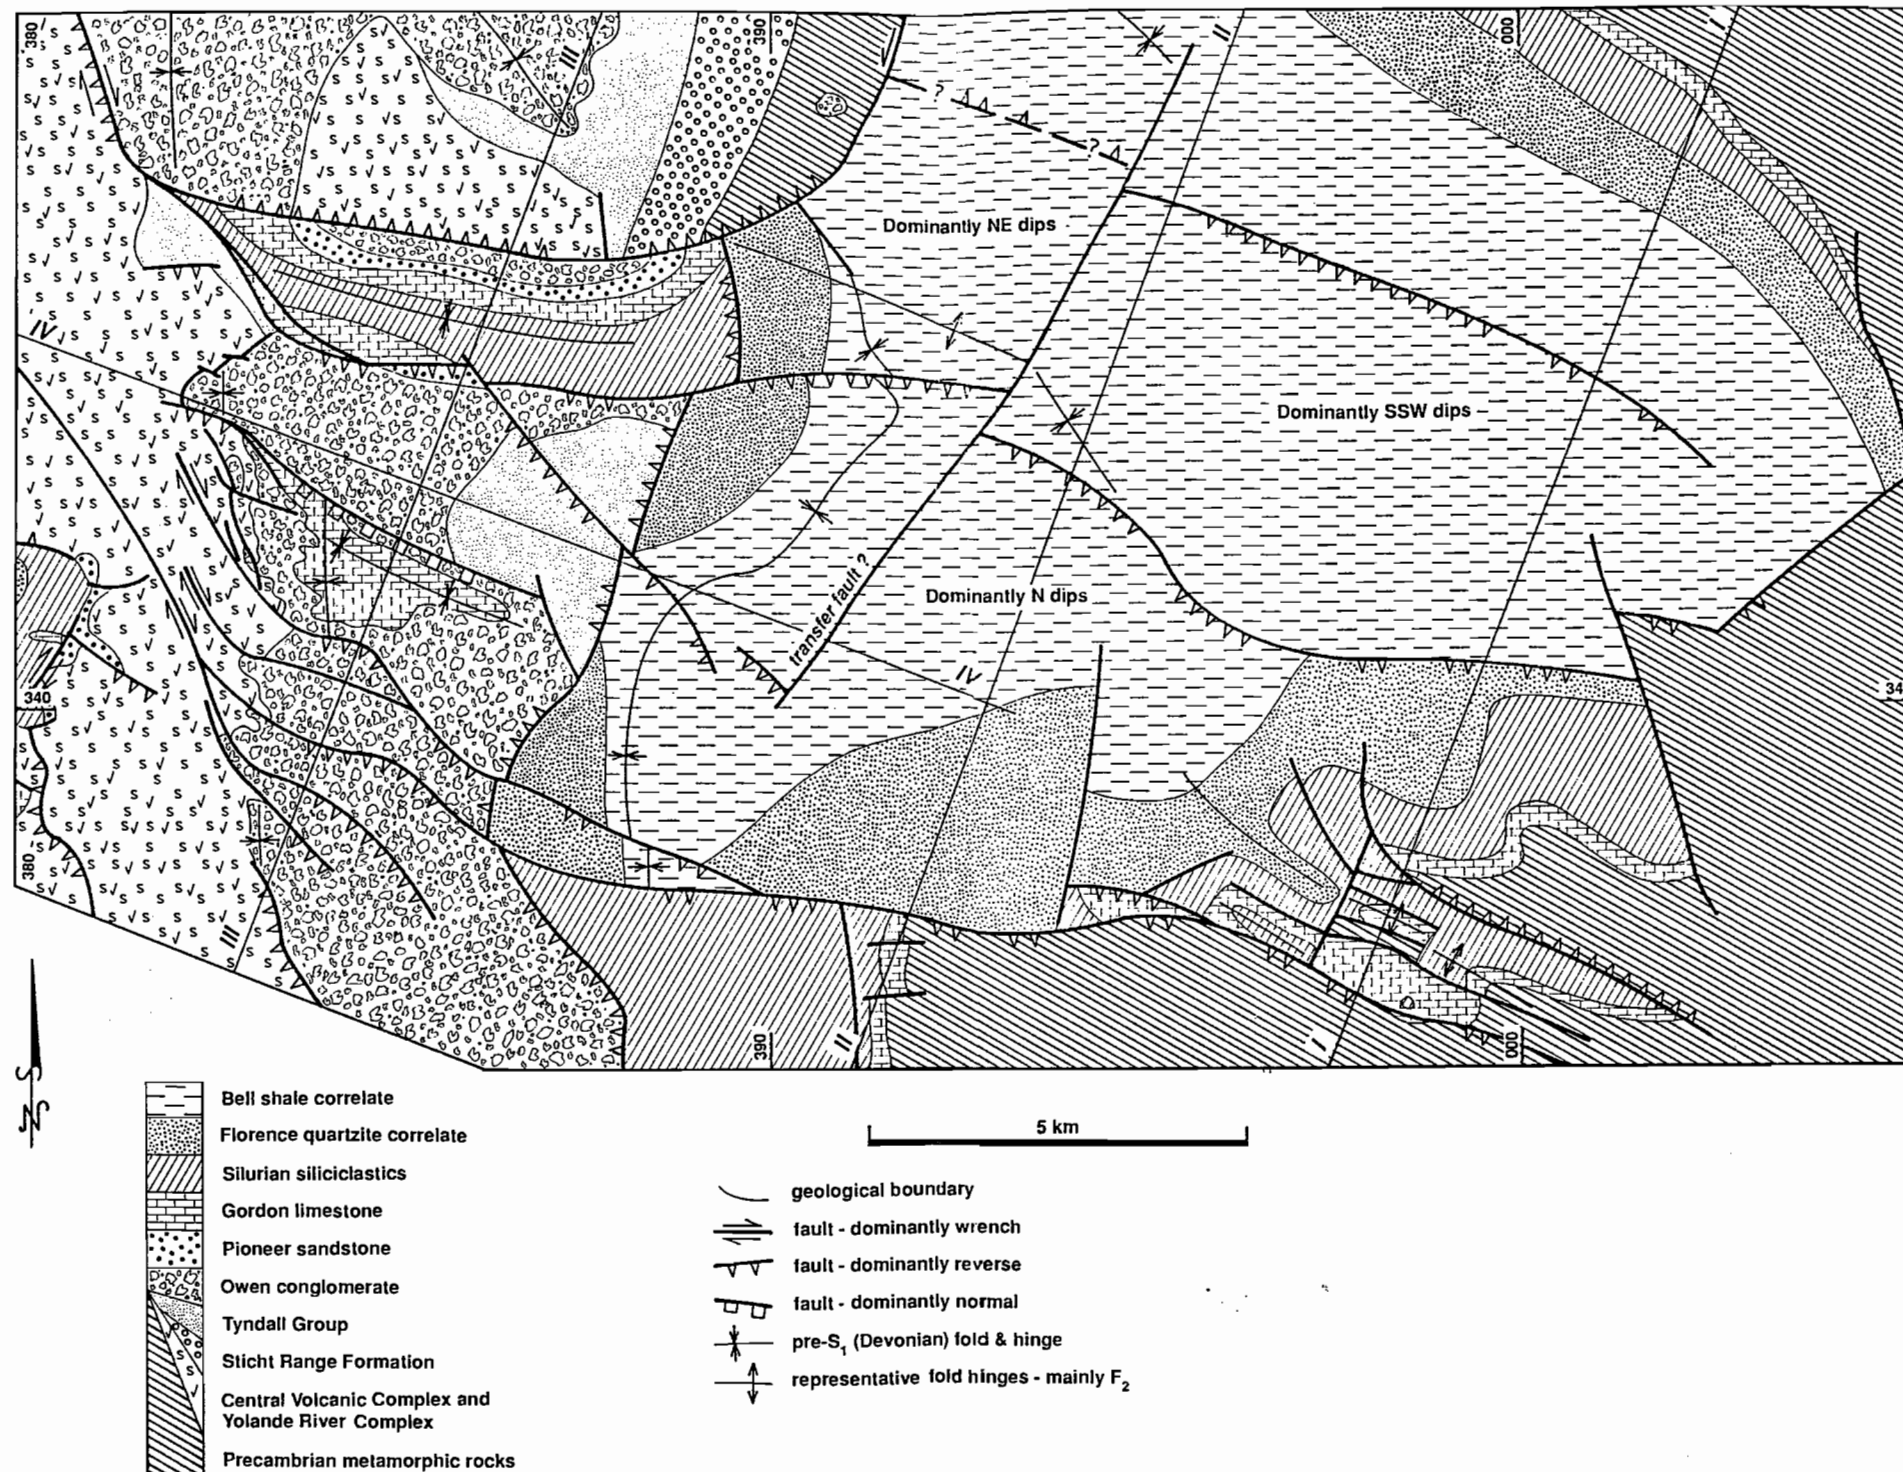 380
III
390
II
000
I
?
?
Dominantly NE dips
IV
Dominantly SSW dips
transfer fault ?
Dominantly N dips
IV
340
34
380
III
390
II
I
000
Bell shale correlate
Florence quartzite correlate
Silurian siliciclastics
Gordon limestone
Pioneer sandstone
Owen conglomerate
Tyndall Group
Sticht Range Formation
Central Volcanic Complex and
Yolande River Complex
Precambrian metamorphic rocks
5 km
geological boundary
fault - dominantly wrench
fault - dominantly reverse
fault - dominantly normal
pre-S₁ (Devonian) fold & hinge
representative fold hinges - mainly F₂